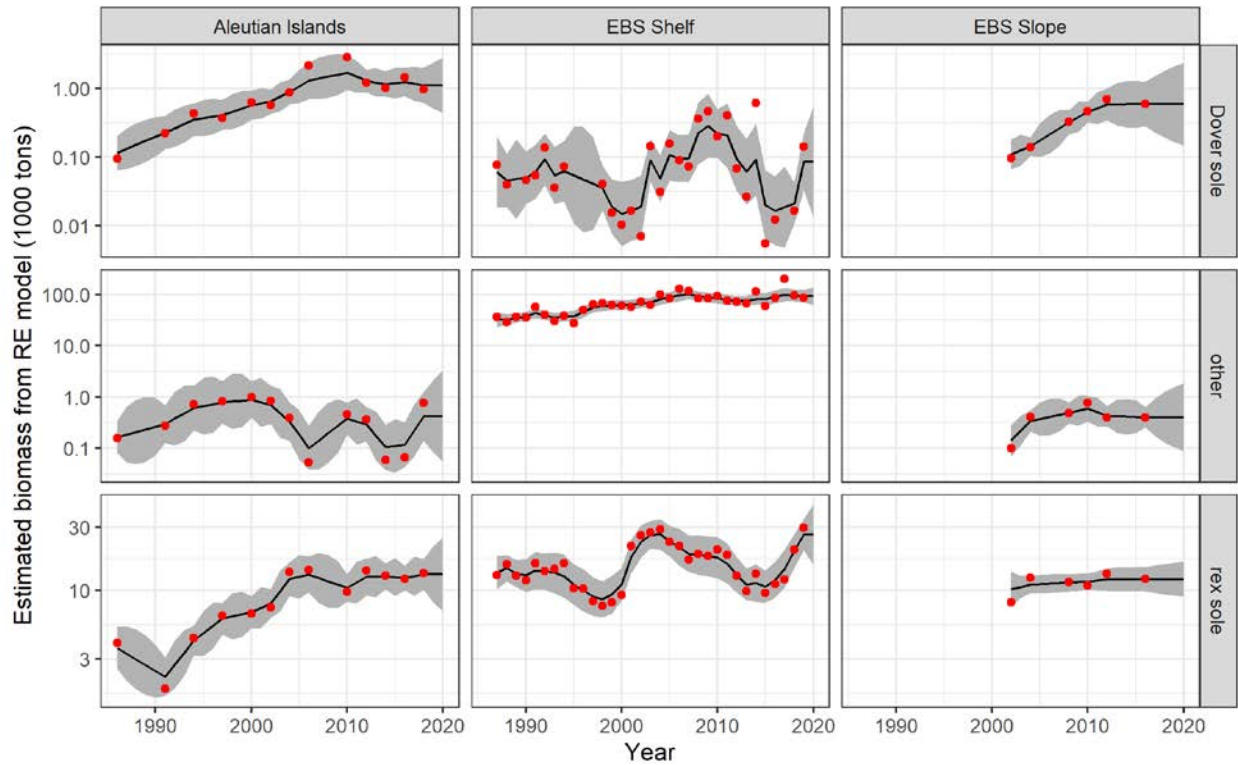 Aleutian Islands EBS Shelf EBS Slope
Estimated biomass from RE model (1000 tons)
1.00
0.10
0.01
Dover sole
100.0
10.0
1.0
0.1
other
30
10
3
rex sole
1990 2000 2010 2020 1990 2000 2010 2020 1990 2000 2010 2020
Year